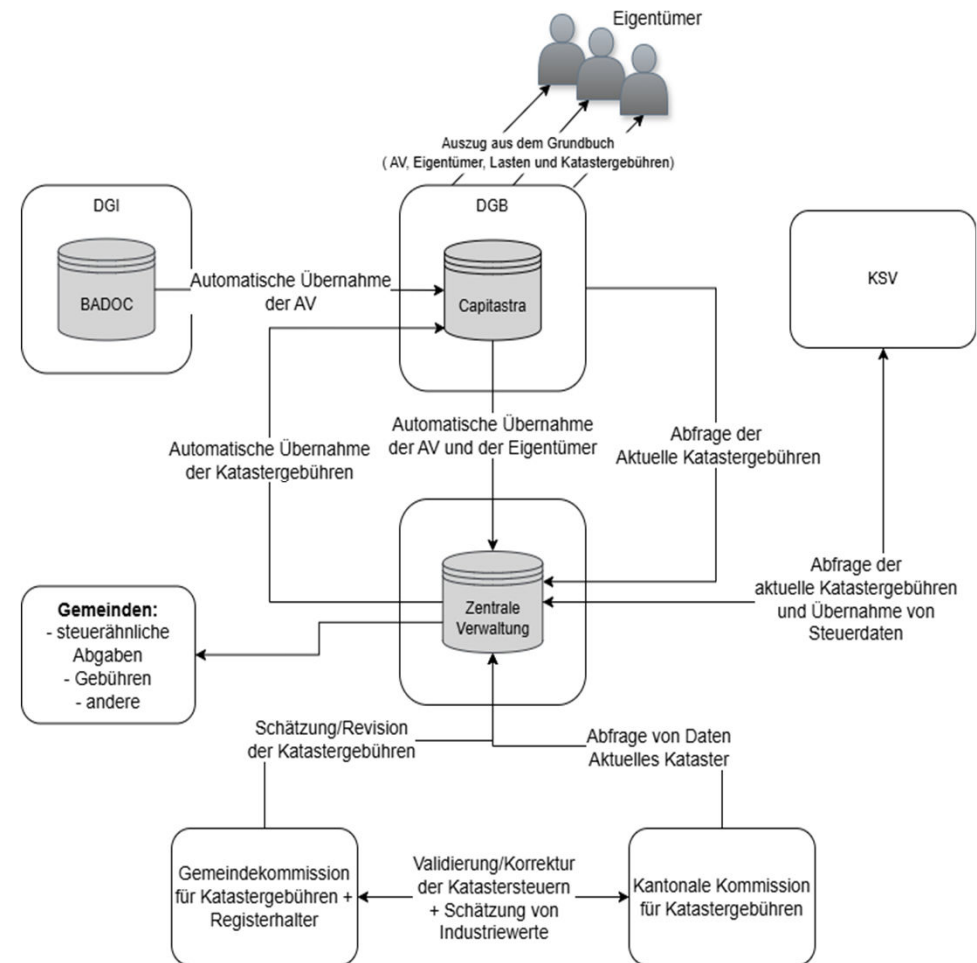 Eigentümer
Auszug aus dem Grundbuch
( AV, Eigentümer, Lasten und Katastergebühren)
DGI
BADOC
Automatische Übernahme
der AV
DGB
Capitastra
KSV
Automatische Übernahme
der Katastergebühren
Automatische Übernahme
der AV und der Eigentümer
Abfrage der
Aktuelle Katastergebühren
Zentrale
Verwaltung
Abfrage der
aktuelle Katastergebühren
und Übernahme von
Steuerdaten
Gemeinden:
- steuerähnliche
Abgaben
- Gebühren
- andere
Schätzung/Revision
der Katastergebühren
Abfrage von Daten
Aktuelles Kataster
Gemeindekommission
für Katastergebühren +
Registerhalter
Validierung/Korrektur
der Katastersteuern
+ Schätzung von
Industriewerte
Kantonale Kommission
für Katastergebühren